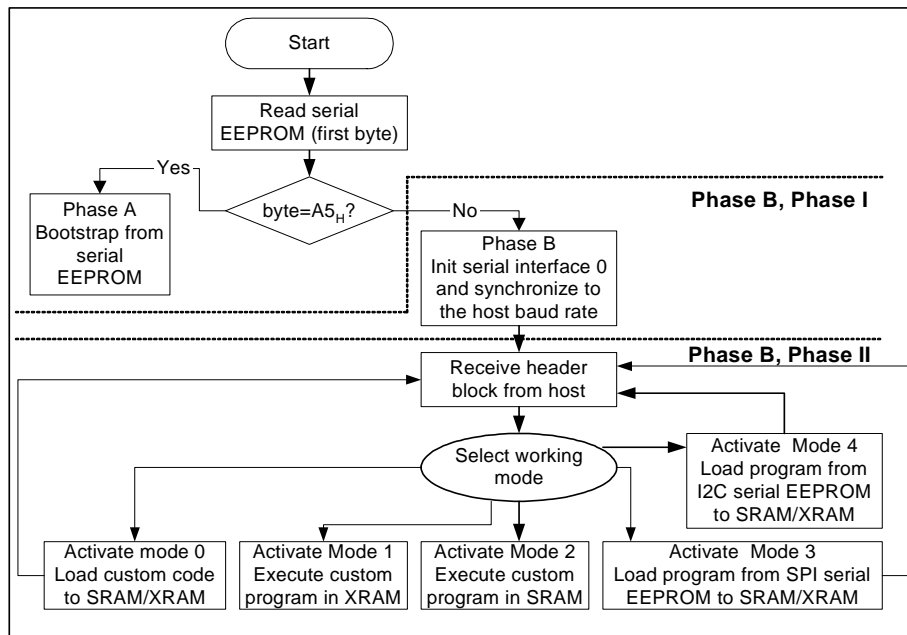 Start
Read serial
EEPROM (first byte)
Yes
byte=A5H?
No
Phase B, Phase I
Phase A
Bootstrap from
serial
EEPROM
Phase B
Init serial interface 0
and synchronize to
the host baud rate
Phase B, Phase II
Receive header
block from host
Select working
mode
Activate  Mode 4
Load program from
I2C serial EEPROM
to SRAM/XRAM
Activate mode 0
Load custom code
to SRAM/XRAM
Activate Mode 1
Execute custom
program in XRAM
Activate Mode 2
Execute custom
program in SRAM
Activate  Mode 3
Load program from SPI serial
EEPROM to SRAM/XRAM